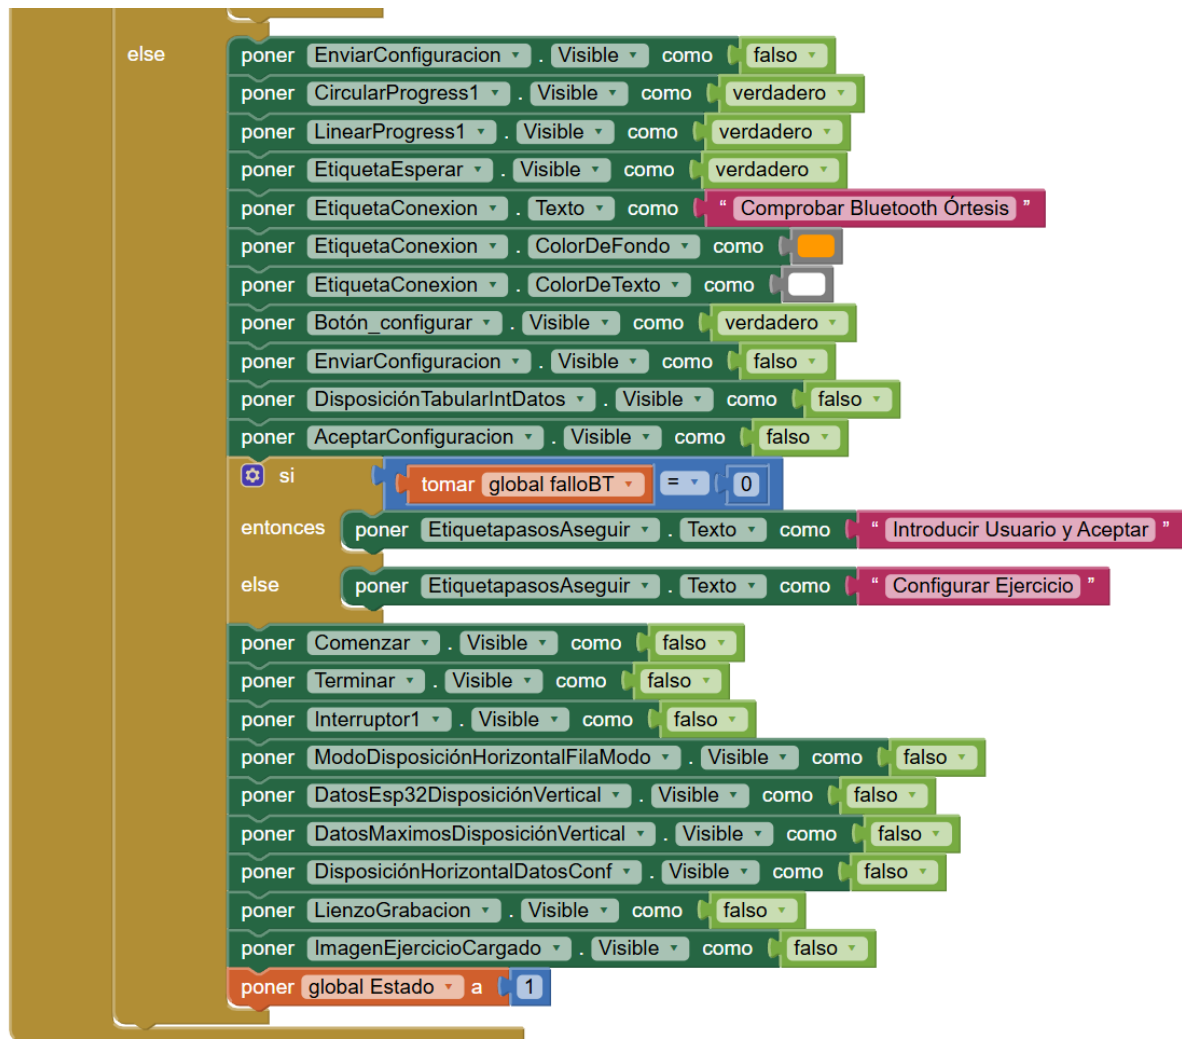 else
poner EnviarConfiguracion . Visible como falso
poner CircularProgress1 . Visible como verdadero
poner LinearProgress1 . Visible como verdadero
poner EtiquetaEsperar . Visible como verdadero
poner EtiquetaConexion . Texto como “ Comprobar Bluetooth Órtesis ”
poner EtiquetaConexion . ColorDeFondo como
poner EtiquetaConexion . ColorDeTexto como
poner Botón_configurar . Visible como verdadero
poner EnviarConfiguracion . Visible como falso
poner DisposiciónTabularIntDatos . Visible como falso
poner AceptarConfiguracion . Visible como falso
si tomar global falloBT = 0
entonces poner EtiquetapasosAseguir . Texto como “ Introducir Usuario y Aceptar ”
else poner EtiquetapasosAseguir . Texto como “ Configurar Ejercicio ”
poner Comenzar . Visible como falso
poner Terminar . Visible como falso
poner Interruptor1 . Visible como falso
poner ModoDisposiciónHorizontalFilaModo . Visible como falso
poner DatosEsp32DisposiciónVertical . Visible como falso
poner DatosMaximosDisposiciónVertical . Visible como falso
poner DisposiciónHorizontalDatosConf . Visible como falso
poner LienzoGrabacion . Visible como falso
poner ImagenEjercicioCargado . Visible como falso
poner global Estado a 1